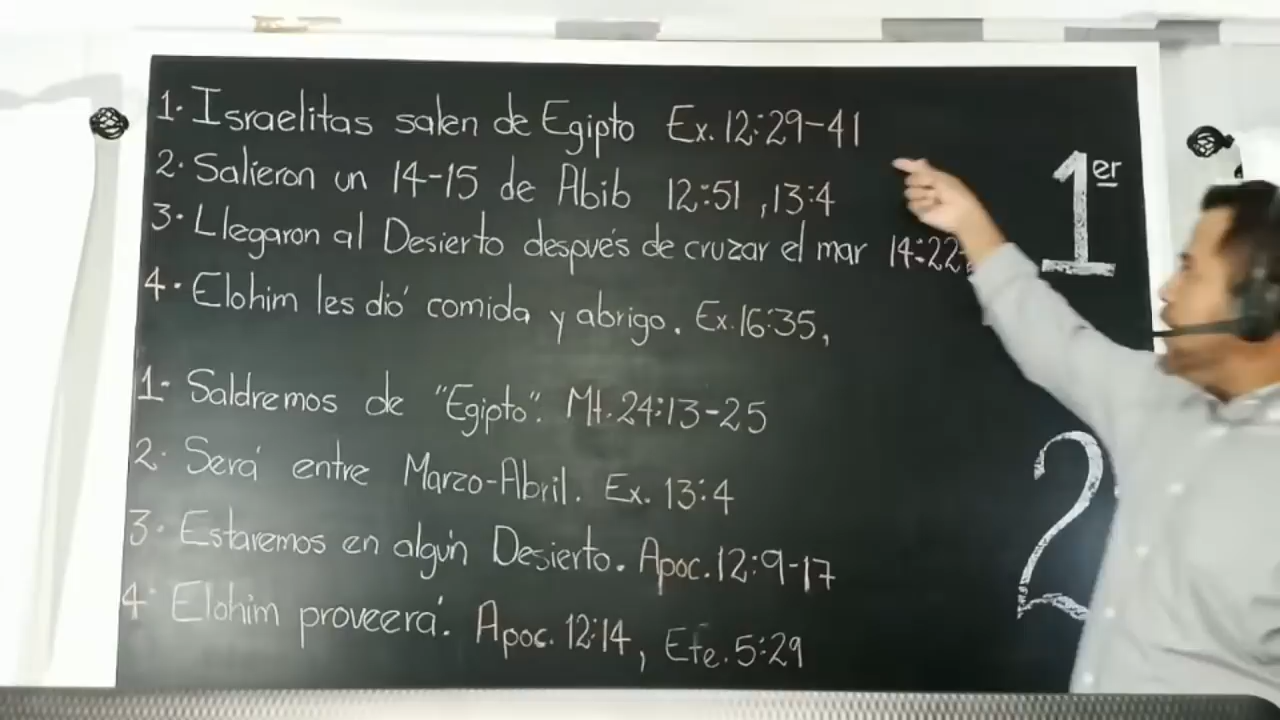 1. Israelitas salen de Egipto Ex. 12:29-41
2. Salieron un 14-15 de Abib 12:51 , 13:4
3. Llegaron al Desierto después de cruzar el mar 14:22
4. Elohim les dió comida y abrigo. Ex. 16:35,
1er
1- Saldremos de "Egipto". Mt. 24:13-25
2. Será entre Marzo-Abril. Ex. 13:4
3. Estaremos en algún Desierto. Apoc. 12:9-17
4. Elohim proveerá. Apoc. 12:14, Efe. 5:29
2